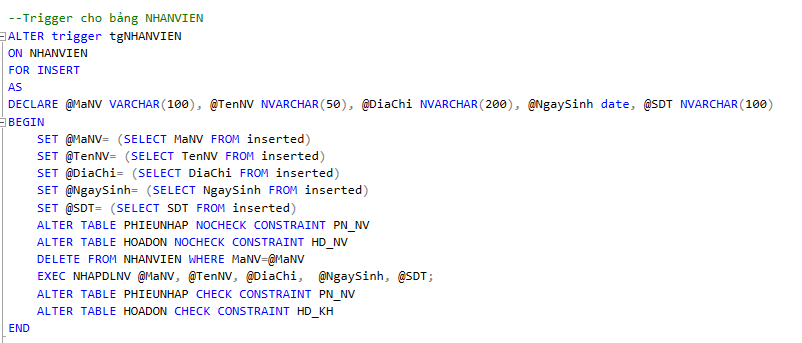 --Trigger cho bảng NHANVIEN
ALTER trigger tgNHANVIEN
ON NHANVIEN
FOR INSERT
AS
DECLARE @MaNV VARCHAR(100), @TenNV NVARCHAR(50), @DiaChi NVARCHAR(200), @NgaySinh date, @SDT NVARCHAR(100)
BEGIN
SET @MaNV= (SELECT MaNV FROM inserted)
SET @TenNV= (SELECT TenNV FROM inserted)
SET @DiaChi= (SELECT DiaChi FROM inserted)
SET @NgaySinh= (SELECT NgaySinh FROM inserted)
SET @SDT= (SELECT SDT FROM inserted)
ALTER TABLE PHIEUNHAP NOCHECK CONSTRAINT PN_NV
ALTER TABLE HOADON NOCHECK CONSTRAINT HD_NV
DELETE FROM NHANVIEN WHERE MaNV=@MaNV
EXEC NHAPDLNV @MaNV, @TenNV, @DiaChi,  @NgaySinh, @SDT;
ALTER TABLE PHIEUNHAP CHECK CONSTRAINT PN_NV
ALTER TABLE HOADON CHECK CONSTRAINT HD_KH
END